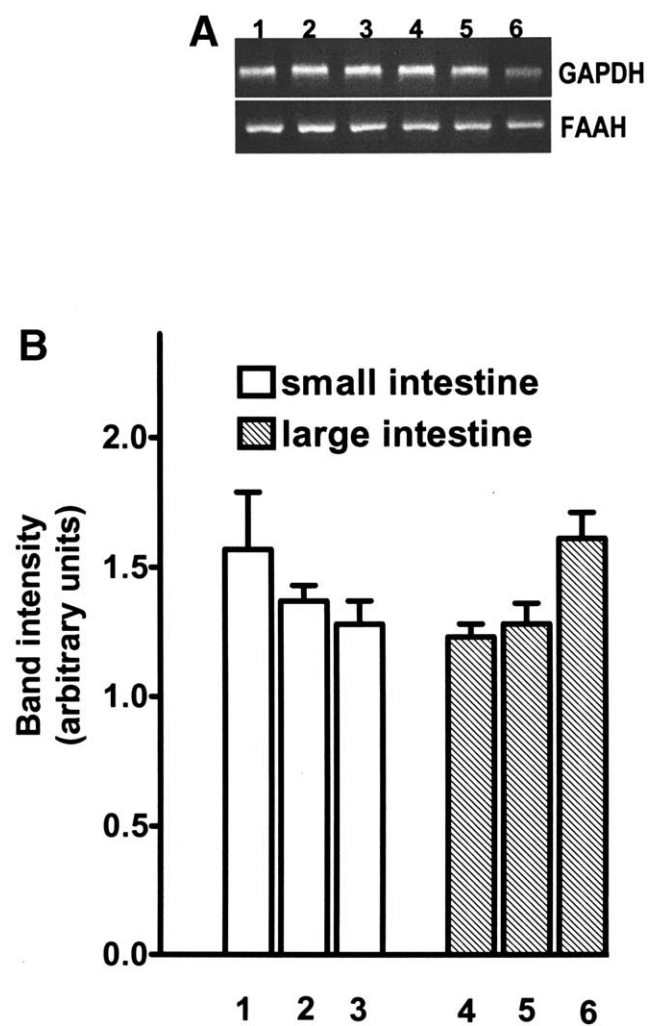 A
1 2 3 4 5 6
GAPDH
FAAH
B
small intestine
large intestine
Band intensity
(arbitrary units)
2.0
1.5
1.0
0.5
0.0
1 2 3 4 5 6